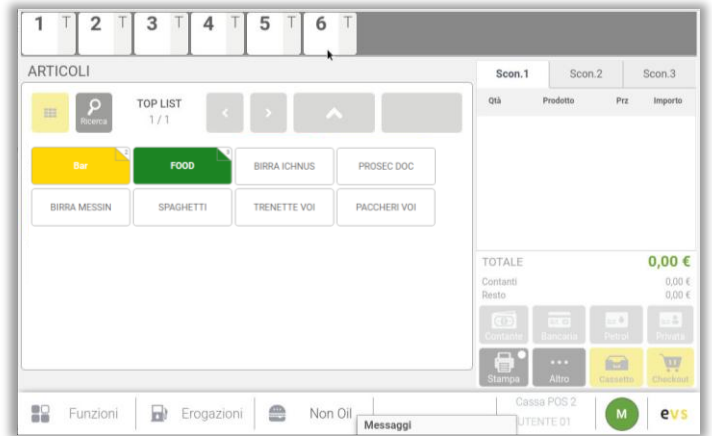 1 T 2 T 3 T 4 T 5 T 6 T
ARTICOLI
Scon.1 Scon.2 Scon.3
Qtà Prodotto Prz Importo
Ricerca
TOP LIST
1 / 1
Bar 2 FOOD 3 BIRRA ICHNUS PROSEC DOC
BIRRA MESSIN SPAGHETTI TRENETTE VOI PACCHERI VOI
TOTALE 0,00 €
Contanti 0,00 €
Resto 0,00 €
Contante Bancaria Petrol Privata
Stampa Altro Cassetto Checkout
Funzioni Erogazioni Non Oil
Messaggi
Cassa POS 2
UTENTE 01
M
evs